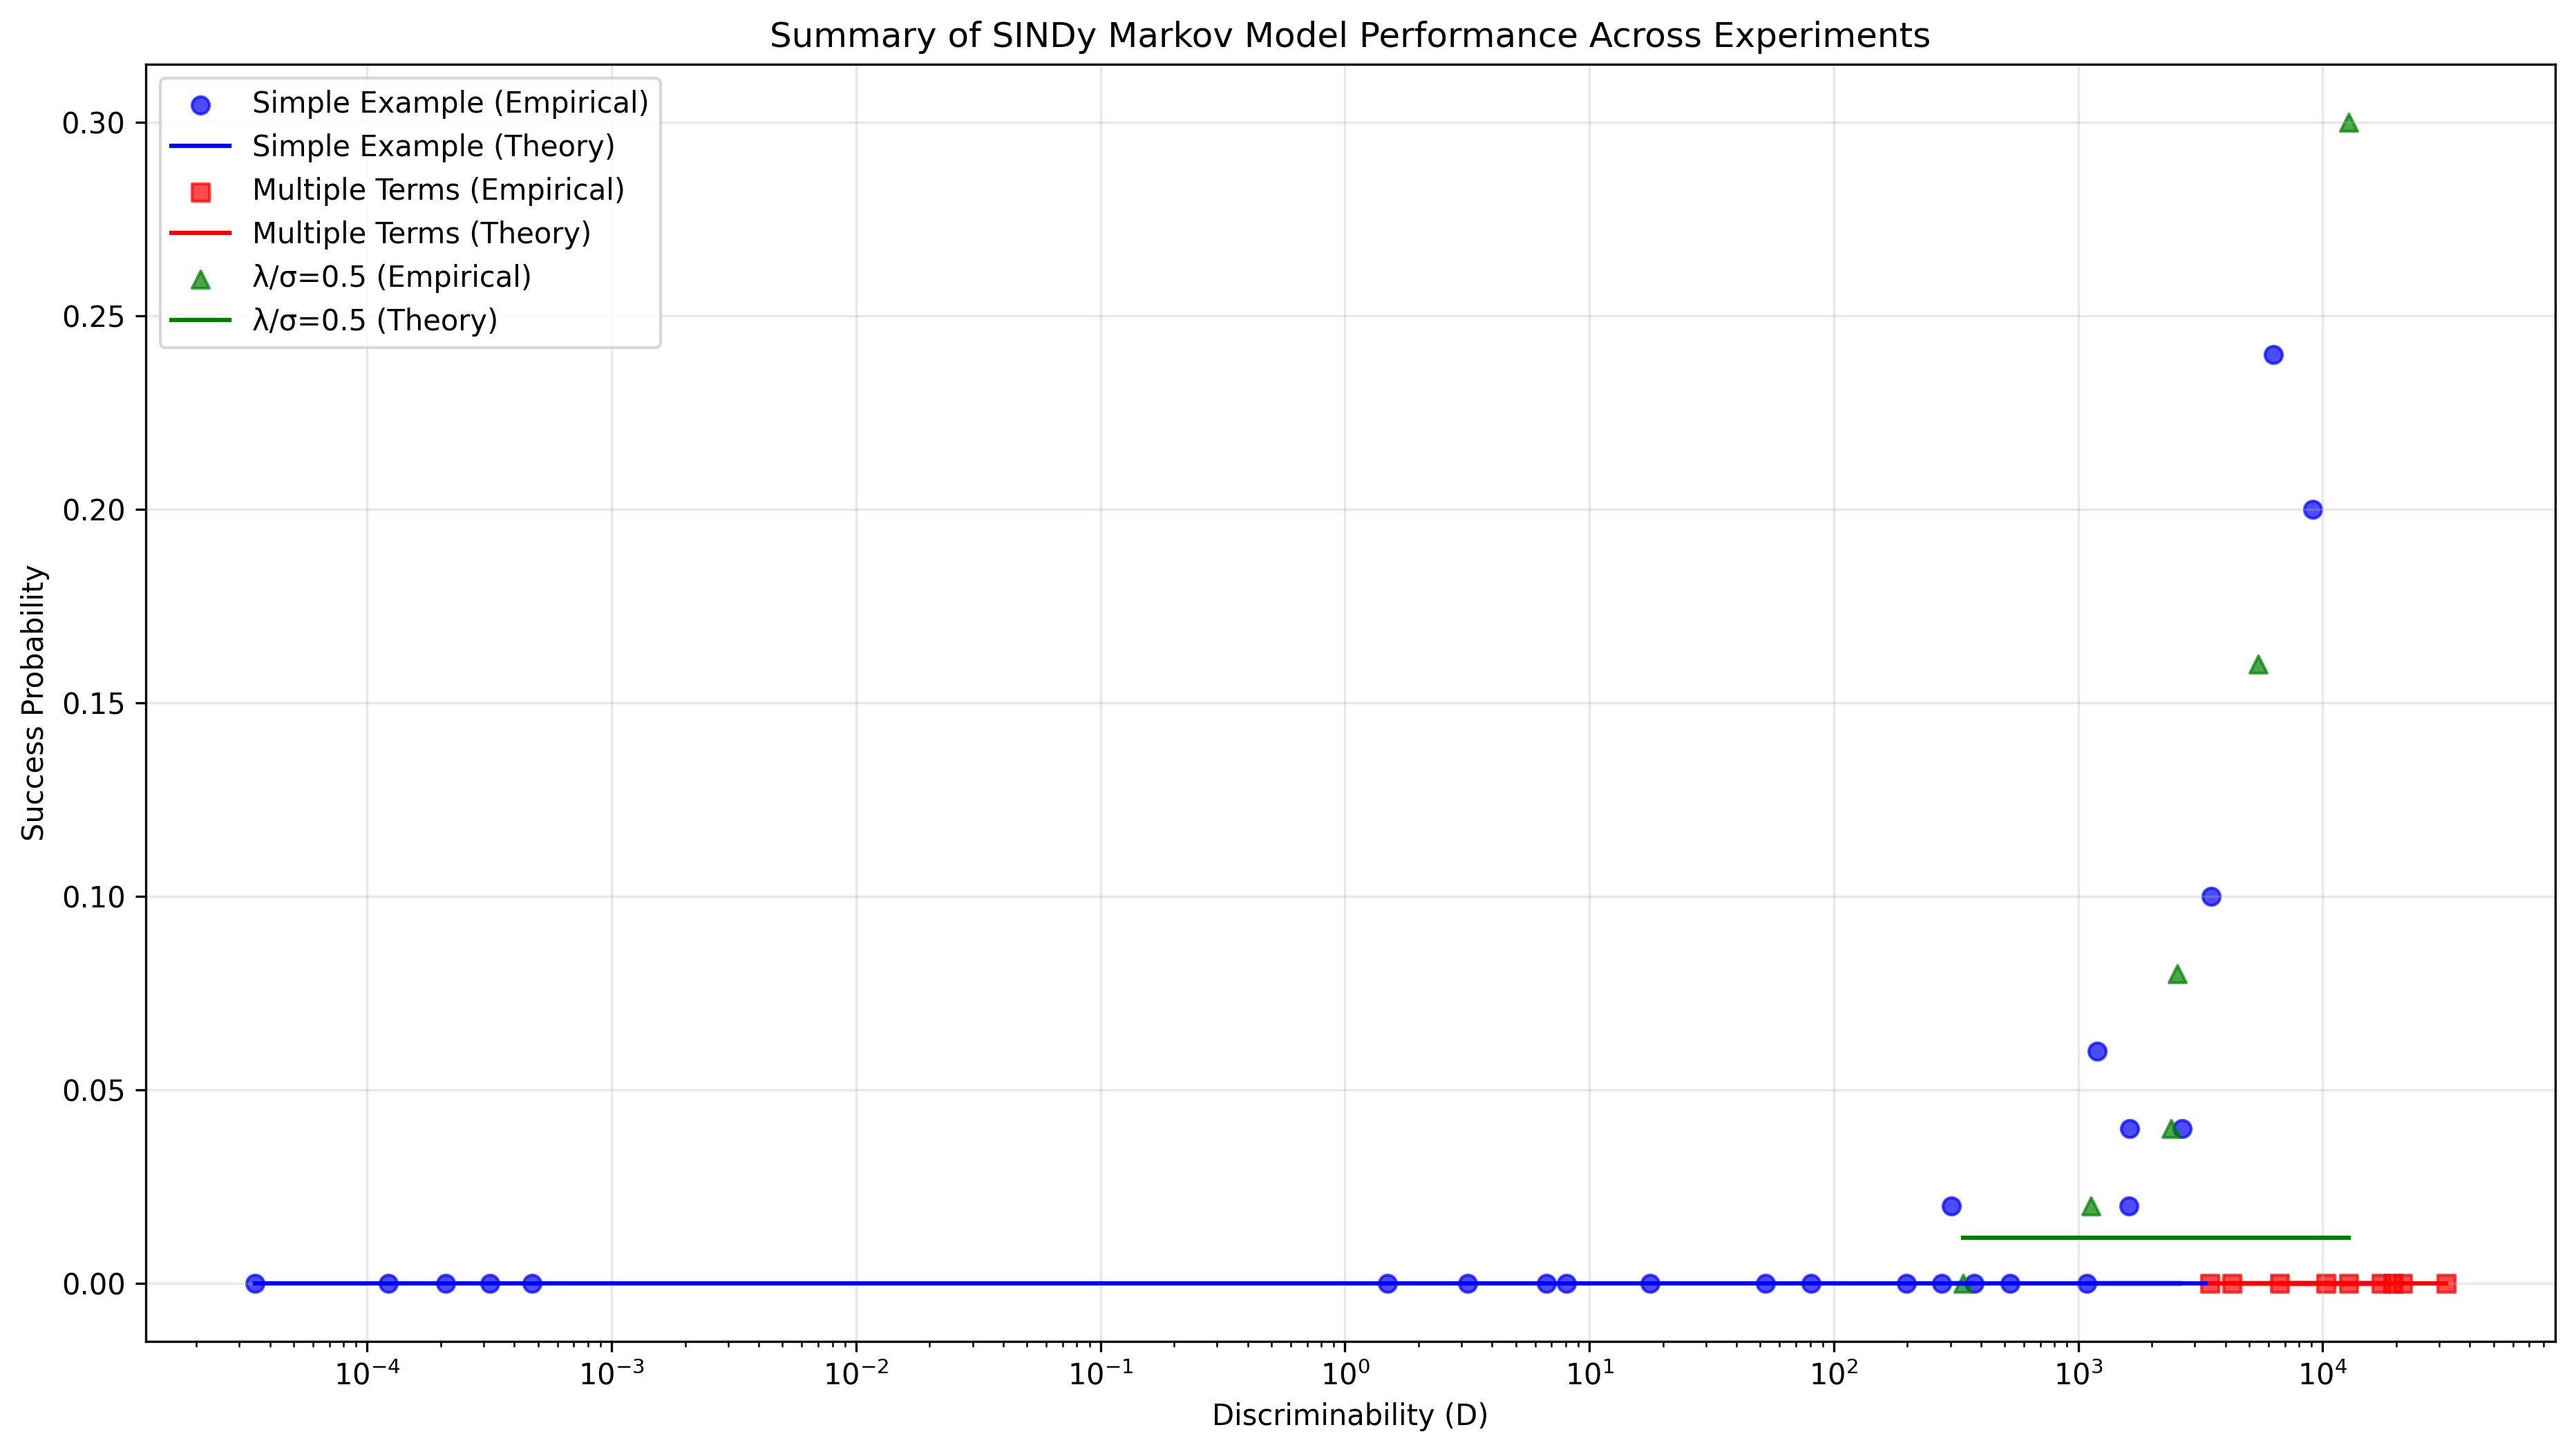 Summary of SINDy Markov Model Performance Across Experiments
Simple Example (Empirical)
Simple Example (Theory)
Multiple Terms (Empirical)
Multiple Terms (Theory)
λ/σ=0.5 (Empirical)
λ/σ=0.5 (Theory)
Success Probability
0.30
0.25
0.20
0.15
0.10
0.05
0.00
10⁻⁴ 10⁻³ 10⁻² 10⁻¹ 10⁰ 10¹ 10² 10³ 10⁴
Discriminability (D)